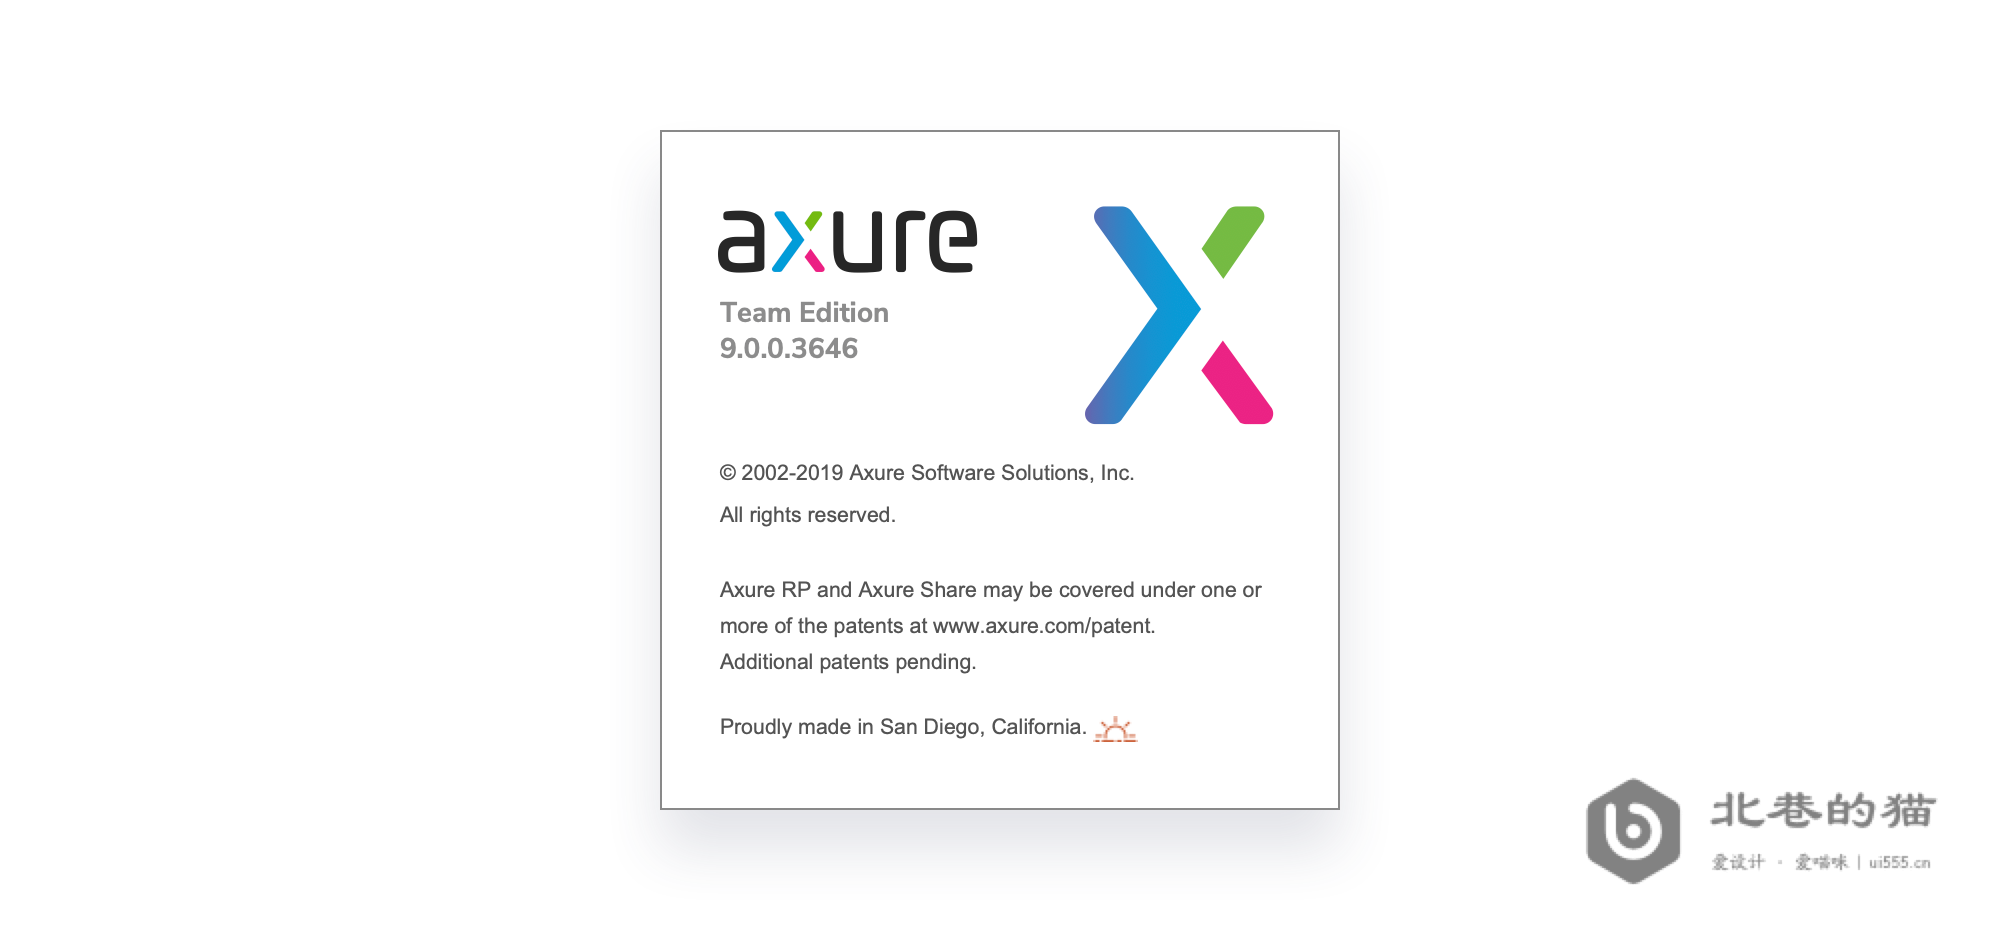 axure
Team Edition
9.0.0.3646
© 2002-2019 Axure Software Solutions, Inc.
All rights reserved.
Axure RP and Axure Share may be covered under one or
more of the patents at www.axure.com/patent.
Additional patents pending.
Proudly made in San Diego, California.
北巷的猫
爱设计 · 爱喵咪 | ui555.cn